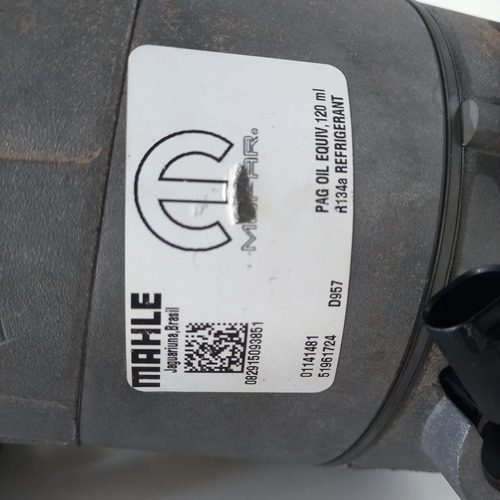 MOPAR.
PAG OIL EQUIV, 120 ml
R134a REFRIGERANT
MAHLE
Jaguariuna,Brasil
082915093851
01141481
51961724
D957